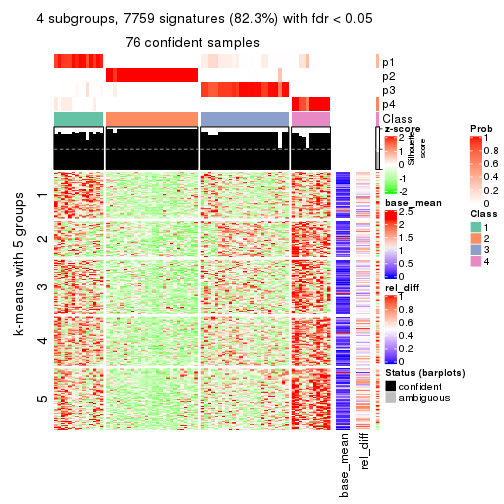 4 subgroups, 7759 signatures (82.3%) with fdr < 0.05
76 confident samples
p1
p2
p3
p4
Class
Silhouette score
k-means with 5 groups
1
2
3
4
5
base_mean
rel_diff
z-score
2
1
0
-1
-2
base_mean
2.5
2
1.5
1
0.5
0
rel_diff
1
0.8
0.6
0.4
0.2
0
Status (barplots)
confident
ambiguous
Prob
1
0.8
0.6
0.4
0.2
0
Class
1
2
3
4